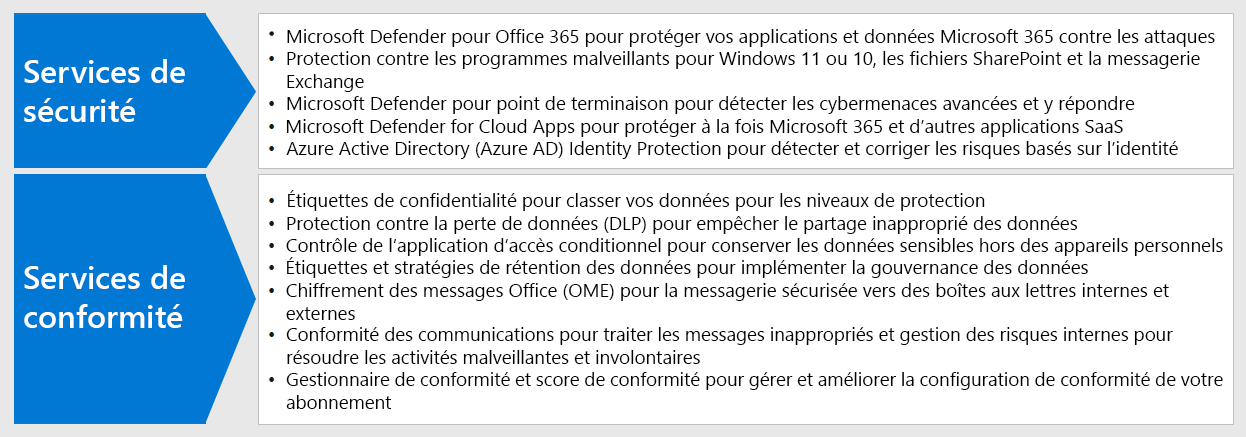 Services de
sécurité
• Microsoft Defender pour Office 365 pour protéger vos applications et données Microsoft 365 contre les attaques
• Protection contre les programmes malveillants pour Windows 11 ou 10, les fichiers SharePoint et la messagerie
Exchange
• Microsoft Defender pour point de terminaison pour détecter les cybermenaces avancées et y répondre
• Microsoft Defender for Cloud Apps pour protéger à la fois Microsoft 365 et d’autres applications SaaS
• Azure Active Directory (Azure AD) Identity Protection pour détecter et corriger les risques basés sur l’identité
Services de
conformité
• Étiquettes de confidentialité pour classer vos données pour les niveaux de protection
• Protection contre la perte de données (DLP) pour empêcher le partage inapproprié des données
• Contrôle de l’application d’accès conditionnel pour conserver les données sensibles hors des appareils personnels
• Étiquettes et stratégies de rétention des données pour implémenter la gouvernance des données
• Chiffrement des messages Office (OME) pour la messagerie sécurisée vers des boîtes aux lettres internes et
externes
• Conformité des communications pour traiter les messages inappropriés et gestion des risques internes pour
résoudre les activités malveillantes et involontaires
• Gestionnaire de conformité et score de conformité pour gérer et améliorer la configuration de conformité de votre
abonnement